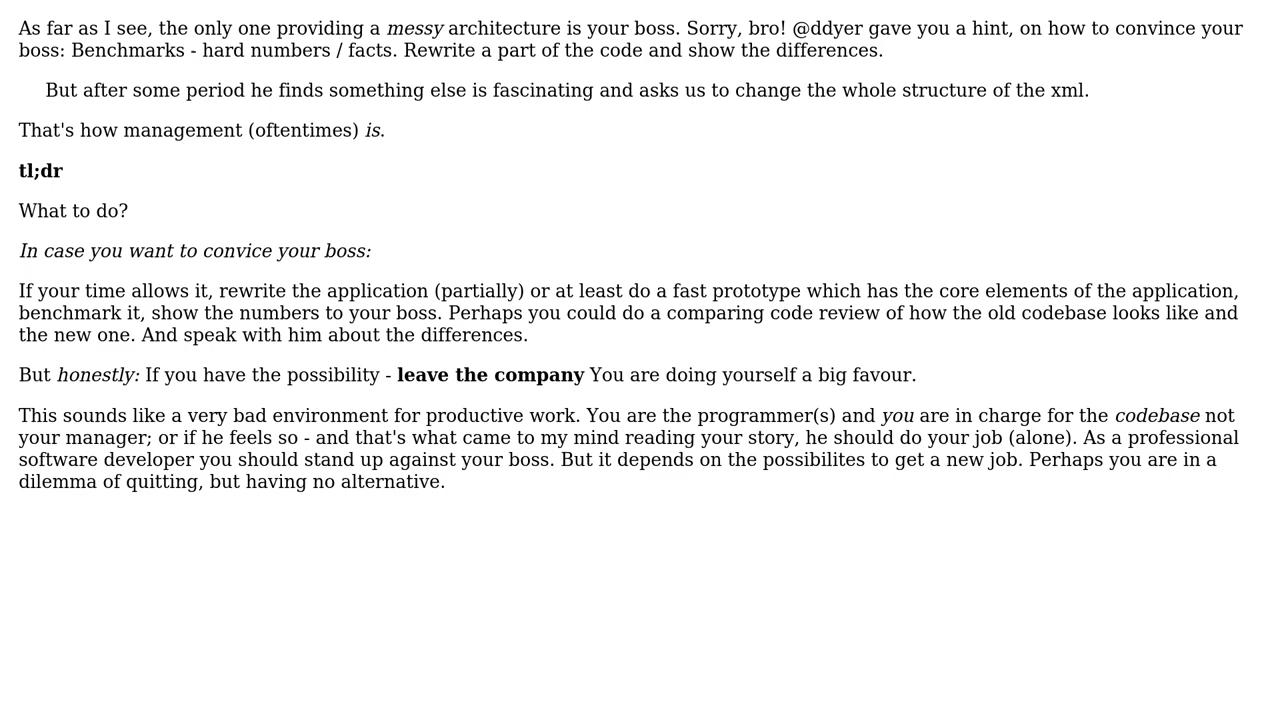 As far as I see, the only one providing a messy architecture is your boss. Sorry, bro! @ddyer gave you a hint, on how to convince your
boss: Benchmarks - hard numbers / facts. Rewrite a part of the code and show the differences.
But after some period he finds something else is fascinating and asks us to change the whole structure of the xml.
That's how management (oftentimes) is.
tl;dr
What to do?
In case you want to convice your boss:
If your time allows it, rewrite the application (partially) or at least do a fast prototype which has the core elements of the application,
benchmark it, show the numbers to your boss. Perhaps you could do a comparing code review of how the old codebase looks like and
the new one. And speak with him about the differences.
But honestly: If you have the possibility - leave the company You are doing yourself a big favour.
This sounds like a very bad environment for productive work. You are the programmer(s) and you are in charge for the codebase not
your manager; or if he feels so - and that's what came to my mind reading your story, he should do your job (alone). As a professional
software developer you should stand up against your boss. But it depends on the possibilites to get a new job. Perhaps you are in a
dilemma of quitting, but having no alternative.